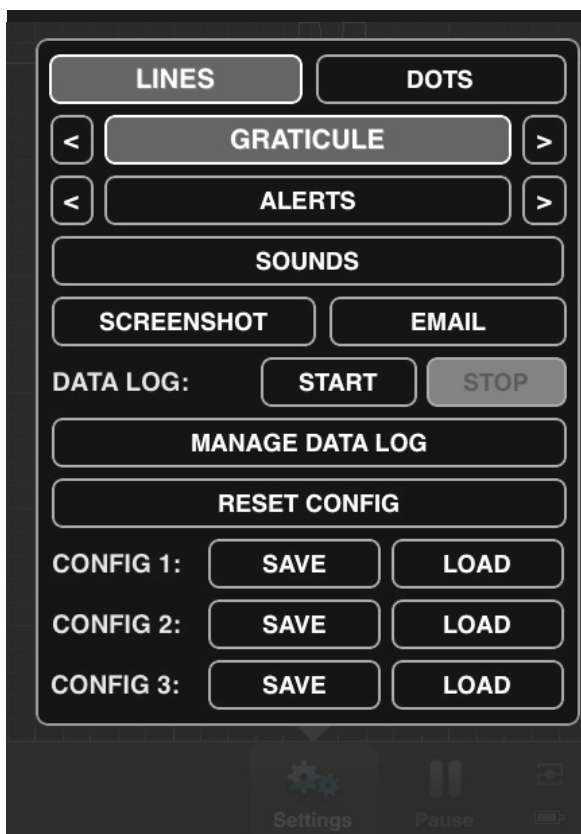 LINES DOTS
< GRATICULE >
< ALERTS >
SOUNDS
SCREENSHOT EMAIL
DATA LOG: START STOP
MANAGE DATA LOG
RESET CONFIG
CONFIG 1: SAVE LOAD
CONFIG 2: SAVE LOAD
CONFIG 3: SAVE LOAD
Settings Pause